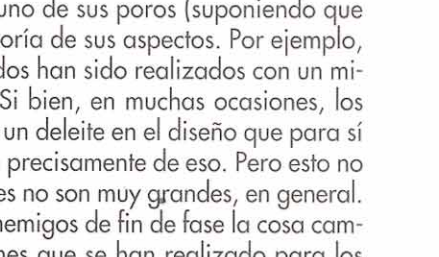 uno de sus poros (suponiendo que
oría de sus aspectos. Por ejemplo,
dos han sido realizados con un mi-
Si bien, en muchas ocasiones, los
un deleite en el diseño que para sí
precisamente de eso. Pero esto no
es no son muy grandes, en general.
nemigos de fin de fase la cosa cam-
nes que se han realizado para los